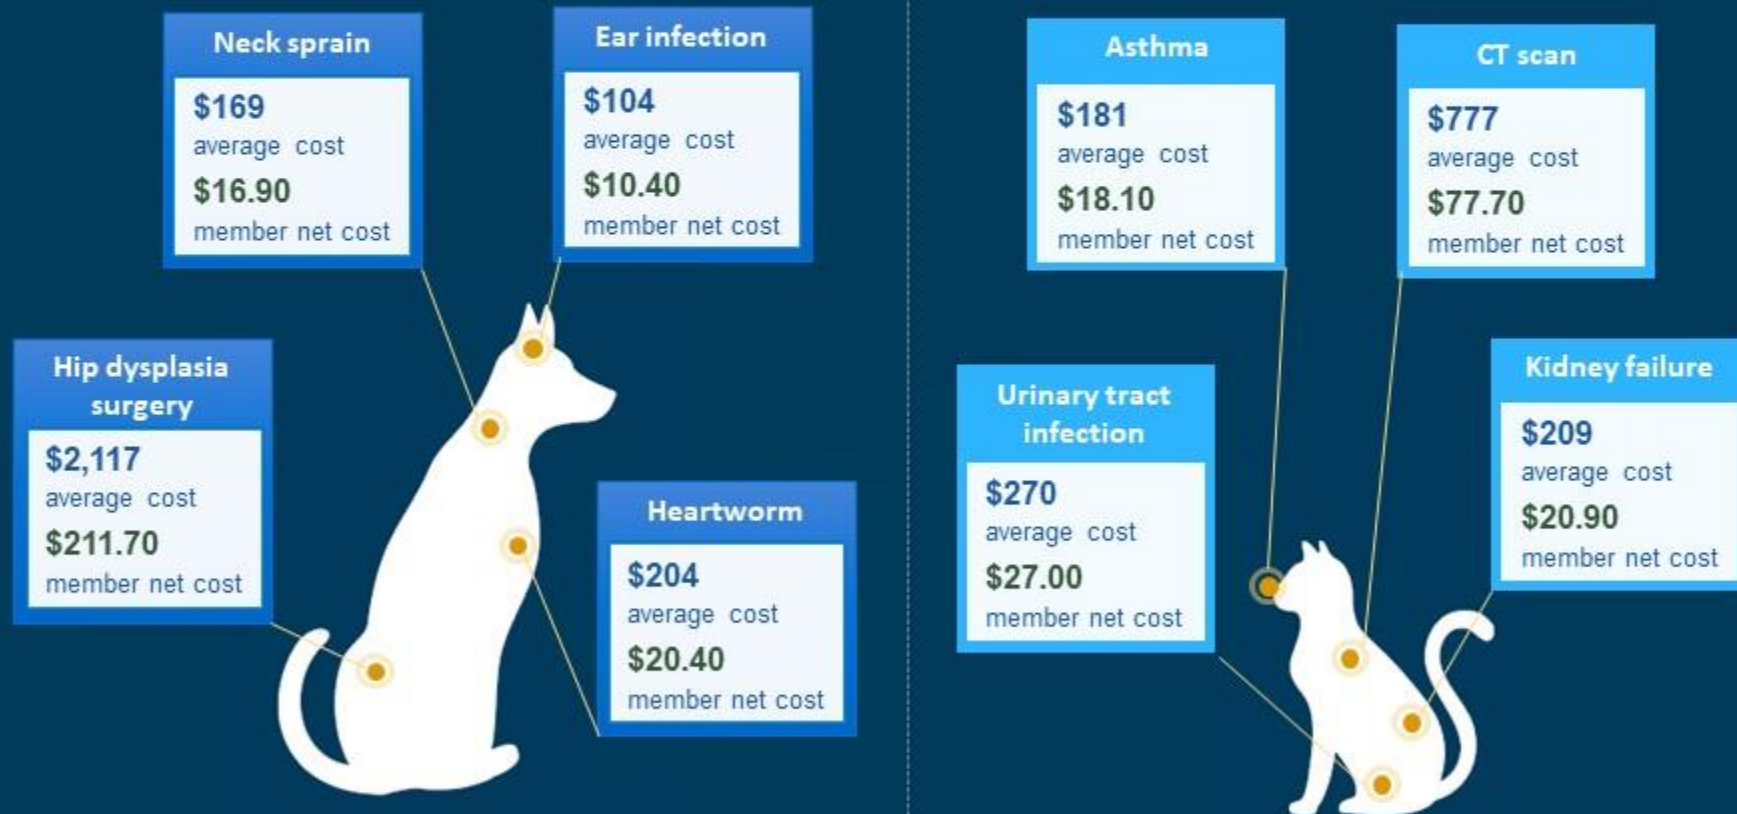 Neck sprain
$169
average cost
$16.90
member net cost
Ear infection
$104
average cost
$10.40
member net cost
Hip dysplasia
surgery
$2,117
average cost
$211.70
member net cost
Heartworm
$204
average cost
$20.40
member net cost
Asthma
$181
average cost
$18.10
member net cost
CT scan
$777
average cost
$77.70
member net cost
Urinary tract
infection
$270
average cost
$27.00
member net cost
Kidney failure
$209
average cost
$20.90
member net cost